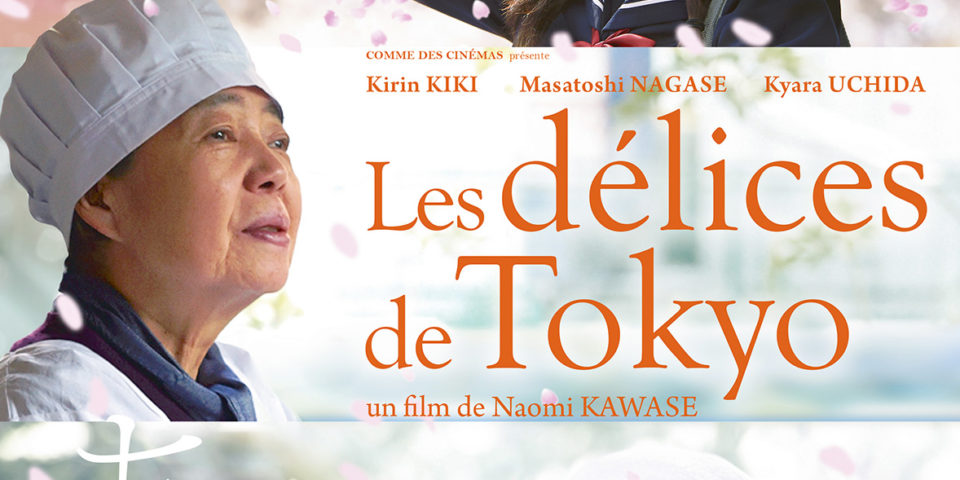 COMME DES CINÉMAS présente
Kirin KIKI Masatoshi NAGASE Kyara UCHIDA
Les délices
de Tokyo
un film de Naomi KAWASE